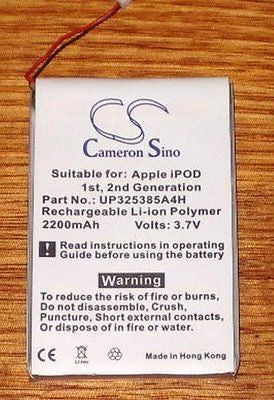 CS
Cameron Sino
Suitable for: Apple iPOD
1st, 2nd Generation
Part No.: UP325385A4H
Rechargeable Li-ion Polymer
2200mAh Volts: 3.7V
Read instructions in operating
Guide before using battery.
Warning
To reduce the risk of fire or burns,
Do not Disassemble, Crush,
Puncture, Short external contacts,
or Dispose of in fire or water.
CE
Li-ion
Made in Hong Kong